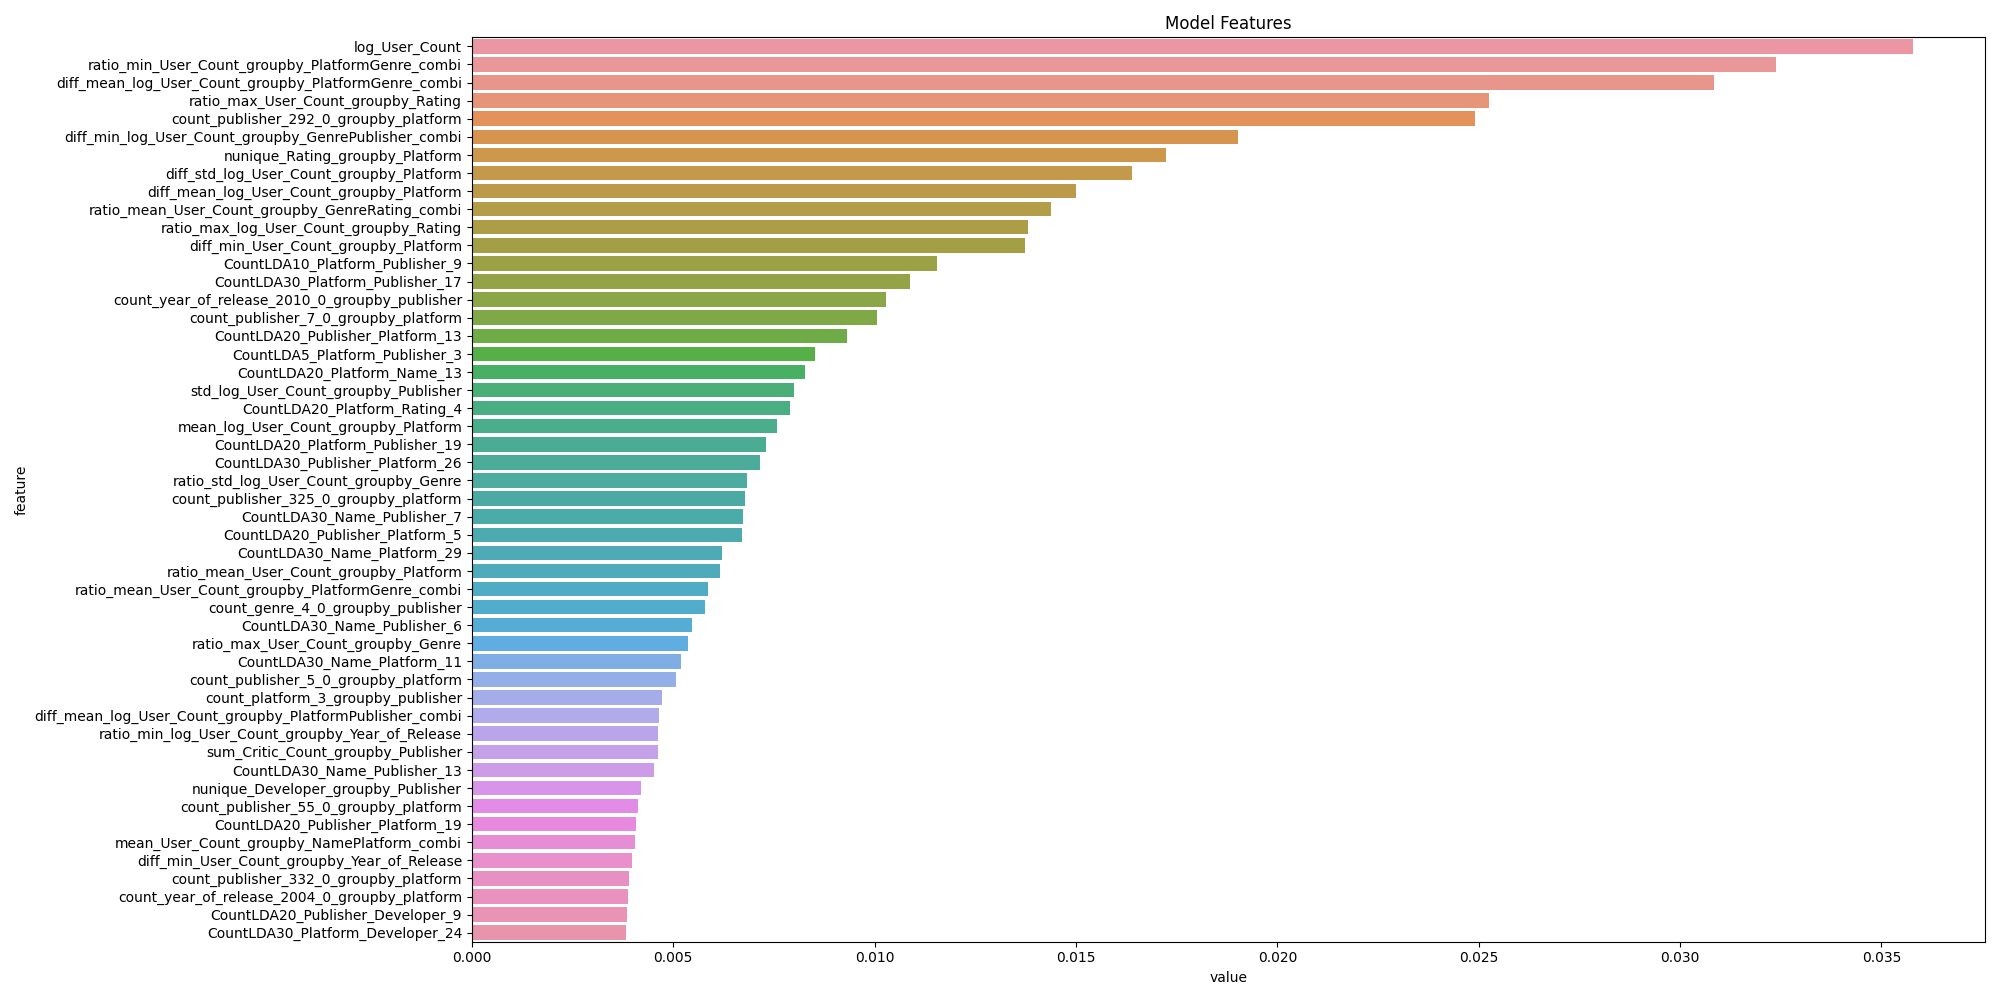 Model Features
log_User_Count
ratio_min_User_Count_groupby_PlatformGenre_combi
diff_mean_log_User_Count_groupby_PlatformGenre_combi
ratio_max_User_Count_groupby_Rating
count_publisher_292_0_groupby_platform
diff_min_log_User_Count_groupby_GenrePublisher_combi
nunique_Rating_groupby_Platform
diff_std_log_User_Count_groupby_Platform
diff_mean_log_User_Count_groupby_Platform
ratio_mean_User_Count_groupby_GenreRating_combi
ratio_max_log_User_Count_groupby_Rating
diff_min_User_Count_groupby_Platform
CountLDA10_Platform_Publisher_9
CountLDA30_Platform_Publisher_17
count_year_of_release_2010_0_groupby_publisher
count_publisher_7_0_groupby_platform
CountLDA20_Publisher_Platform_13
CountLDA5_Platform_Publisher_3
CountLDA20_Platform_Name_13
std_log_User_Count_groupby_Publisher
CountLDA20_Platform_Rating_4
mean_log_User_Count_groupby_Platform
CountLDA20_Platform_Publisher_19
CountLDA30_Publisher_Platform_26
ratio_std_log_User_Count_groupby_Genre
count_publisher_325_0_groupby_platform
CountLDA30_Name_Publisher_7
CountLDA20_Publisher_Platform_5
CountLDA30_Name_Platform_29
ratio_mean_User_Count_groupby_Platform
ratio_mean_User_Count_groupby_PlatformGenre_combi
count_genre_4_0_groupby_publisher
CountLDA30_Name_Publisher_6
ratio_max_User_Count_groupby_Genre
CountLDA30_Name_Platform_11
count_publisher_5_0_groupby_platform
count_platform_3_groupby_publisher
diff_mean_log_User_Count_groupby_PlatformPublisher_combi
ratio_min_log_User_Count_groupby_Year_of_Release
sum_Critic_Count_groupby_Publisher
CountLDA30_Name_Publisher_13
nunique_Developer_groupby_Publisher
count_publisher_55_0_groupby_platform
CountLDA20_Publisher_Platform_19
mean_User_Count_groupby_NamePlatform_combi
diff_min_User_Count_groupby_Year_of_Release
count_publisher_332_0_groupby_platform
count_year_of_release_2004_0_groupby_platform
CountLDA20_Publisher_Developer_9
CountLDA30_Platform_Developer_24
feature
0.000 0.005 0.010 0.015 0.020 0.025 0.030 0.035
value